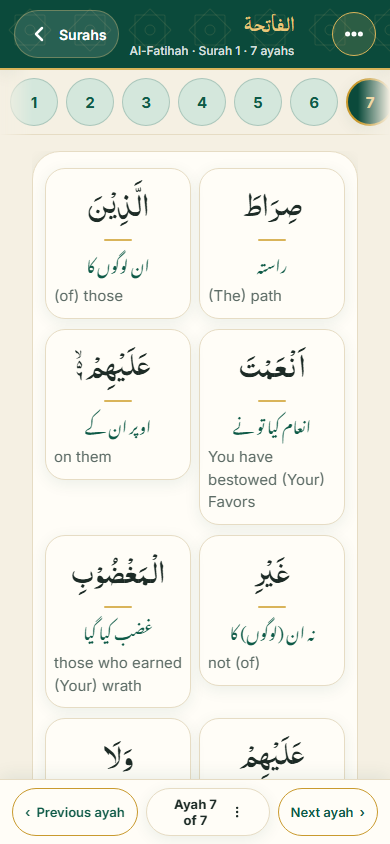 Surahs
الفاتحة
Al-Fatihah · Surah 1 · 7 ayahs
1 2 3 4 5 6 7
صِرَاطَ
راستہ
(The) path
الَّذِيْنَ
ان لوگوں کا
(of) those
اَنْعَمْتَ
انعام کیا تو نے
You have
bestowed (Your)
Favors
عَلَيْهِمْ ۙ۬
اوپر ان کے
on them
غَيْرِ
نہ ان (لوگوں) کا
not (of)
الْمَغْضُوْبِ
غضب کیا گیا
those who earned
(Your) wrath
عَلَيْهِمْ
وَلَا
‹ Previous ayah
Ayah 7
of 7
Next ayah ›